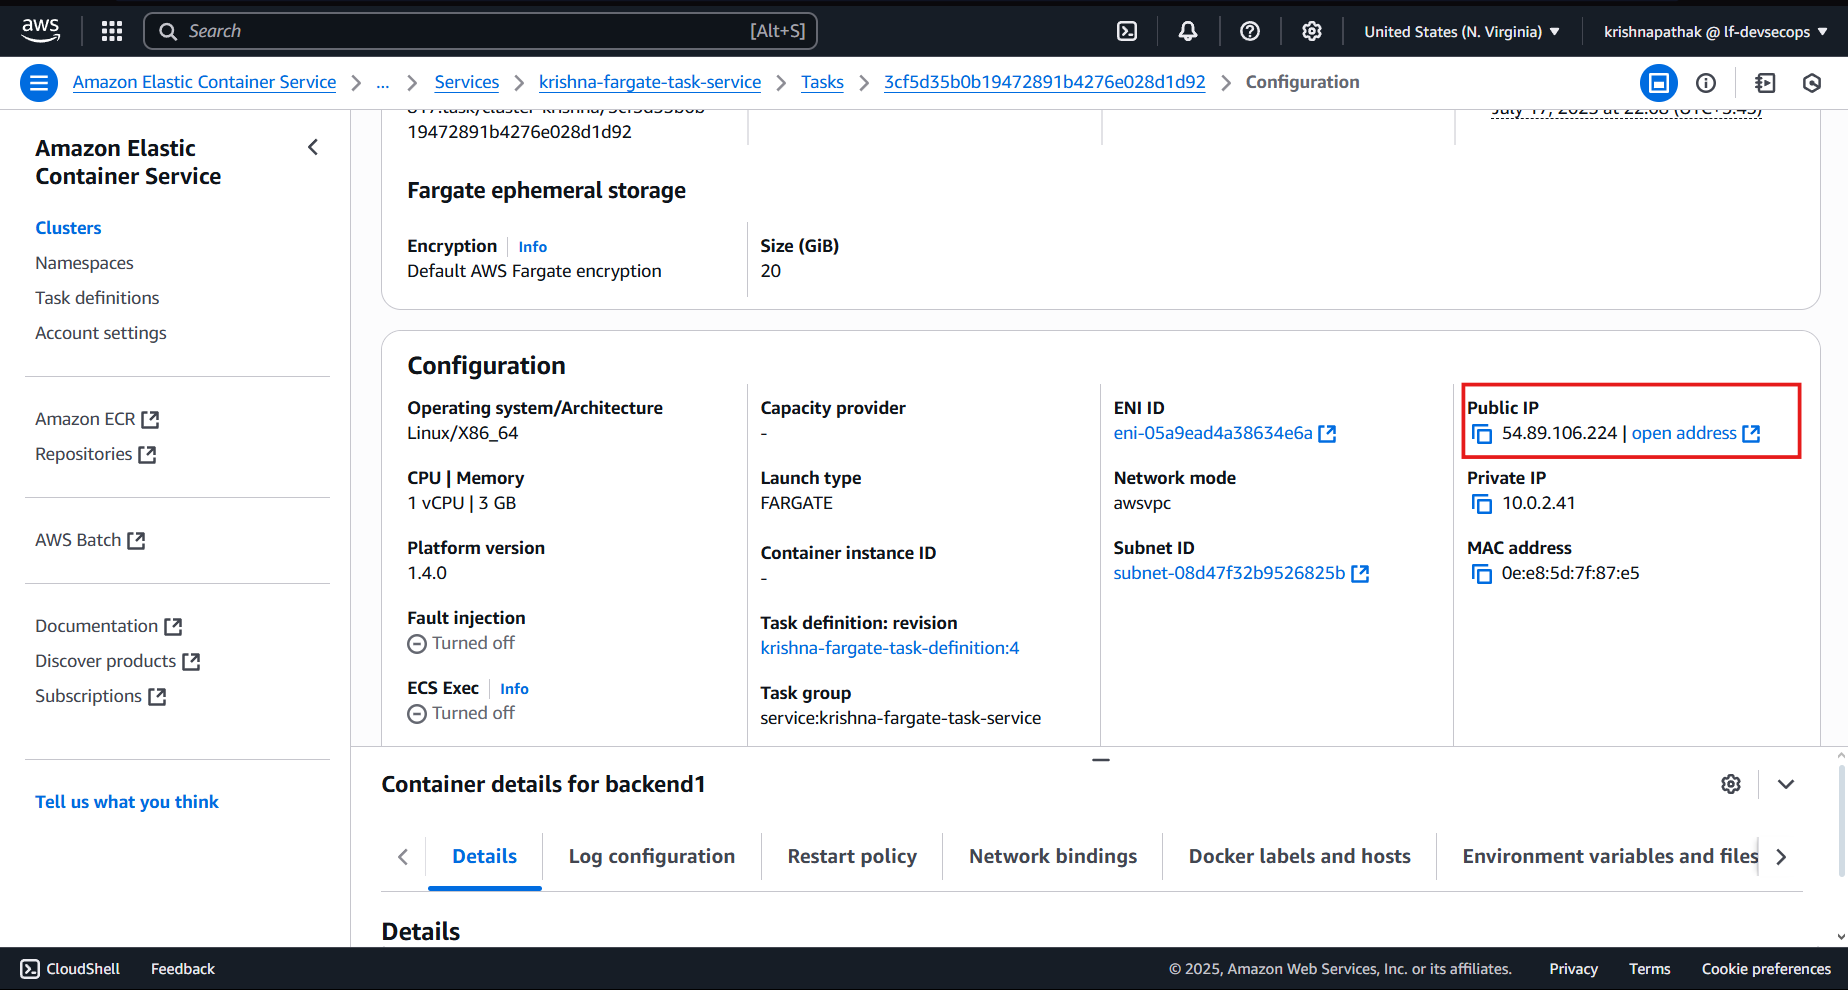 aws
Search [Alt+S]
United States (N. Virginia)
krishnapathak @ lf-devsecops
Amazon Elastic Container Service
...
Services
krishna-fargate-task-service
Tasks
3cf5d35b0b19472891b4276e028d1d92
Configuration
Amazon Elastic
Container Service
Clusters
Namespaces
Task definitions
Account settings
Amazon ECR
Repositories
AWS Batch
Documentation
Discover products
Subscriptions
Tell us what you think
19472891b4276e028d1d92
July 17, 2025 at 22:08 (UTC+5:45)
Fargate ephemeral storage
Encryption Info
Default AWS Fargate encryption
Size (GiB)
20
Configuration
Operating system/Architecture
Linux/X86_64
CPU | Memory
1 vCPU | 3 GB
Platform version
1.4.0
Fault injection
Turned off
ECS Exec Info
Turned off
Capacity provider
-
Launch type
FARGATE
Container instance ID
-
Task definition: revision
krishna-fargate-task-definition:4
Task group
service:krishna-fargate-task-service
ENI ID
eni-05a9ead4a38634e6a
Network mode
awsvpc
Subnet ID
subnet-08d47f32b9526825b
Public IP
54.89.106.224 | open address
Private IP
10.0.2.41
MAC address
0e:e8:5d:7f:87:e5
Container details for backend1
Details
Log configuration
Restart policy
Network bindings
Docker labels and hosts
Environment variables and files
Details
CloudShell
Feedback
© 2025, Amazon Web Services, Inc. or its affiliates.
Privacy
Terms
Cookie preferences